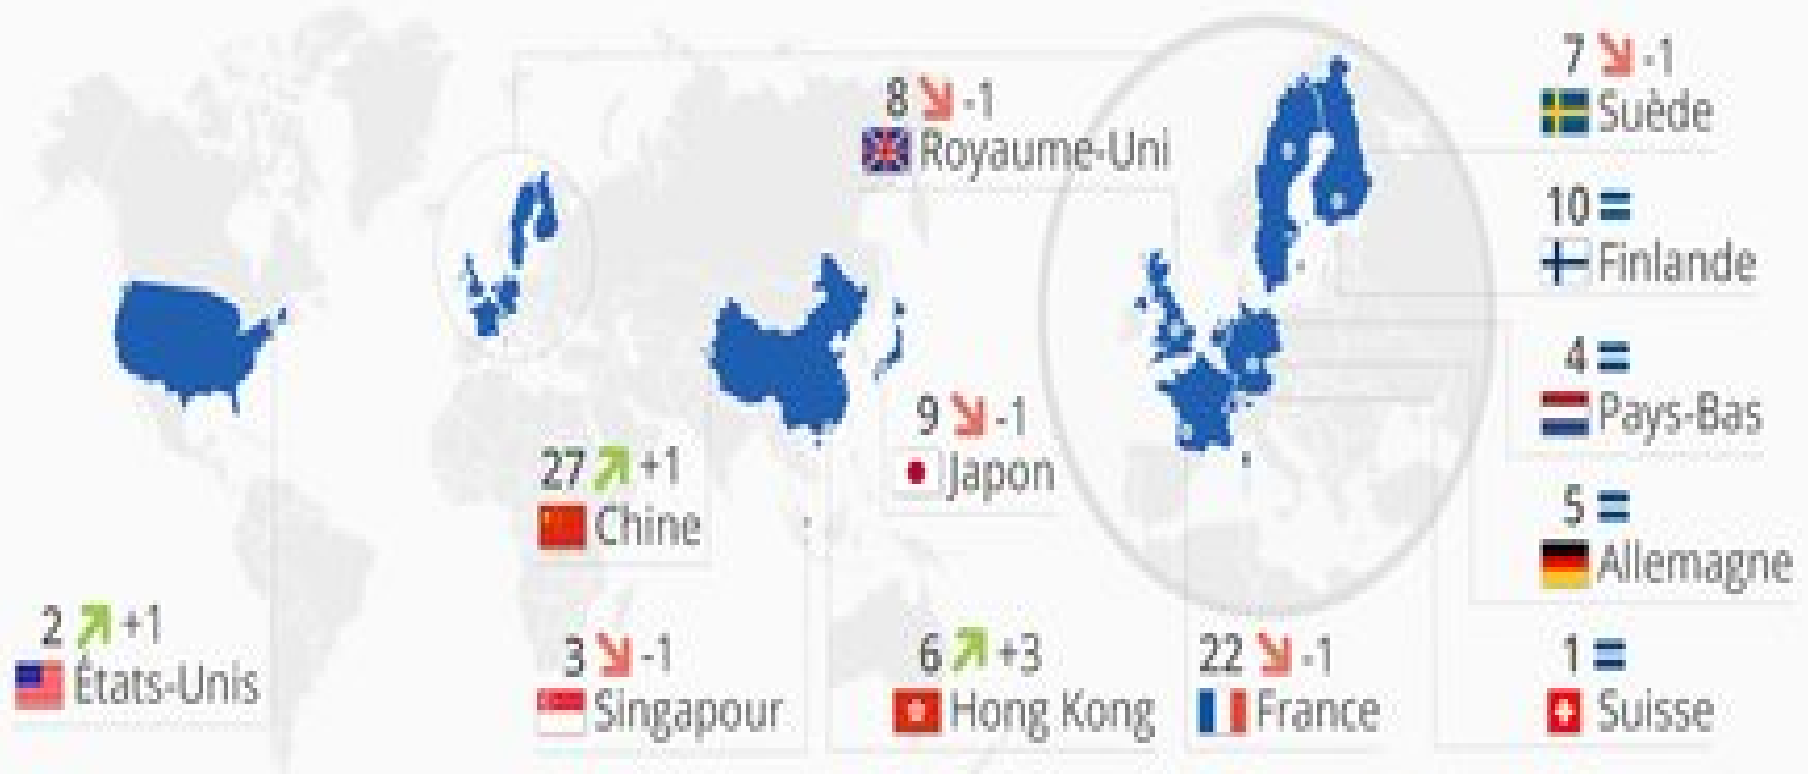 7 -1
Suède
8 -1
Royaume-Uni
10 =
Finlande
4 =
Pays-Bas
9 -1
Japon
27 +1
Chine
5 =
Allemagne
2 +1
États-Unis
3 -1
Singapour
6 +3
Hong Kong
22 -1
France
1 =
Suisse